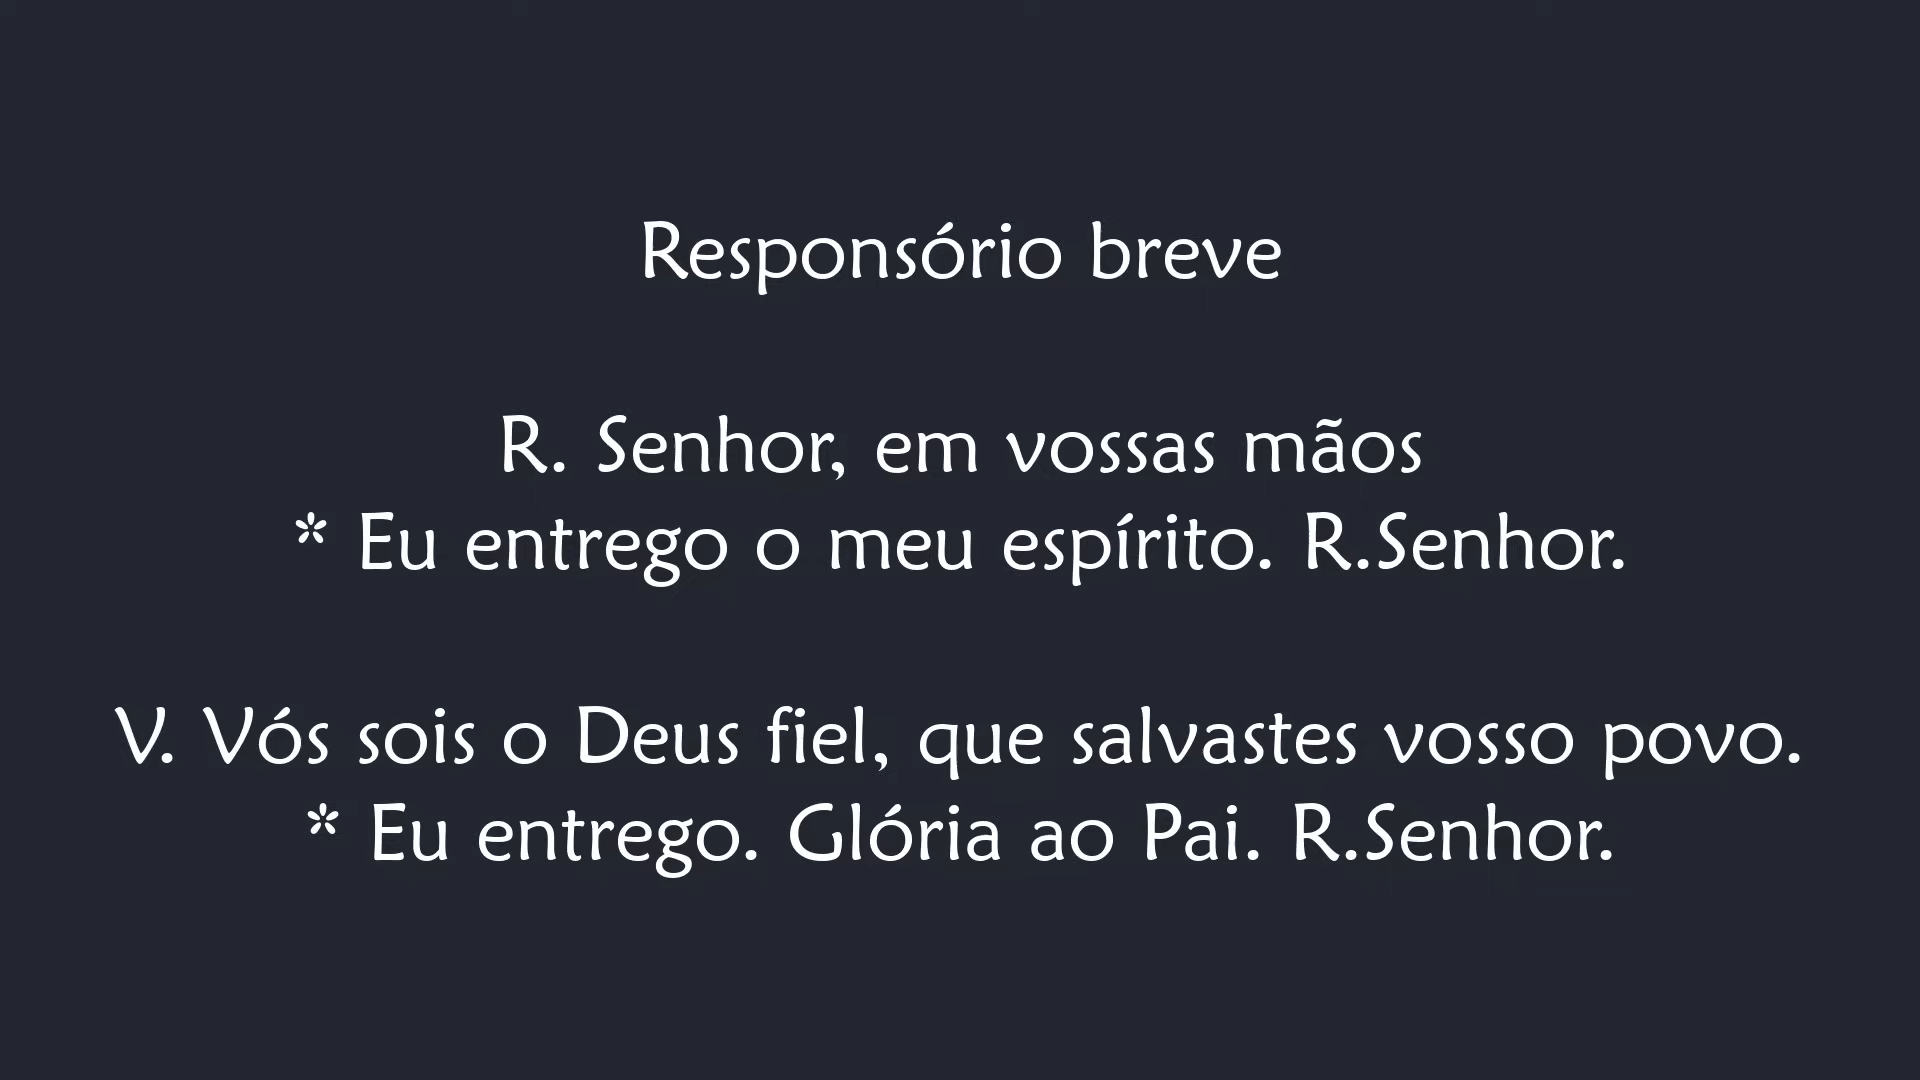 Responsório breve
R. Senhor, em vossas mãos
* Eu entrego o meu espírito. R.Senhor.
V. Vós sois o Deus fiel, que salvastes vosso povo.
* Eu entrego. Glória ao Pai. R.Senhor.